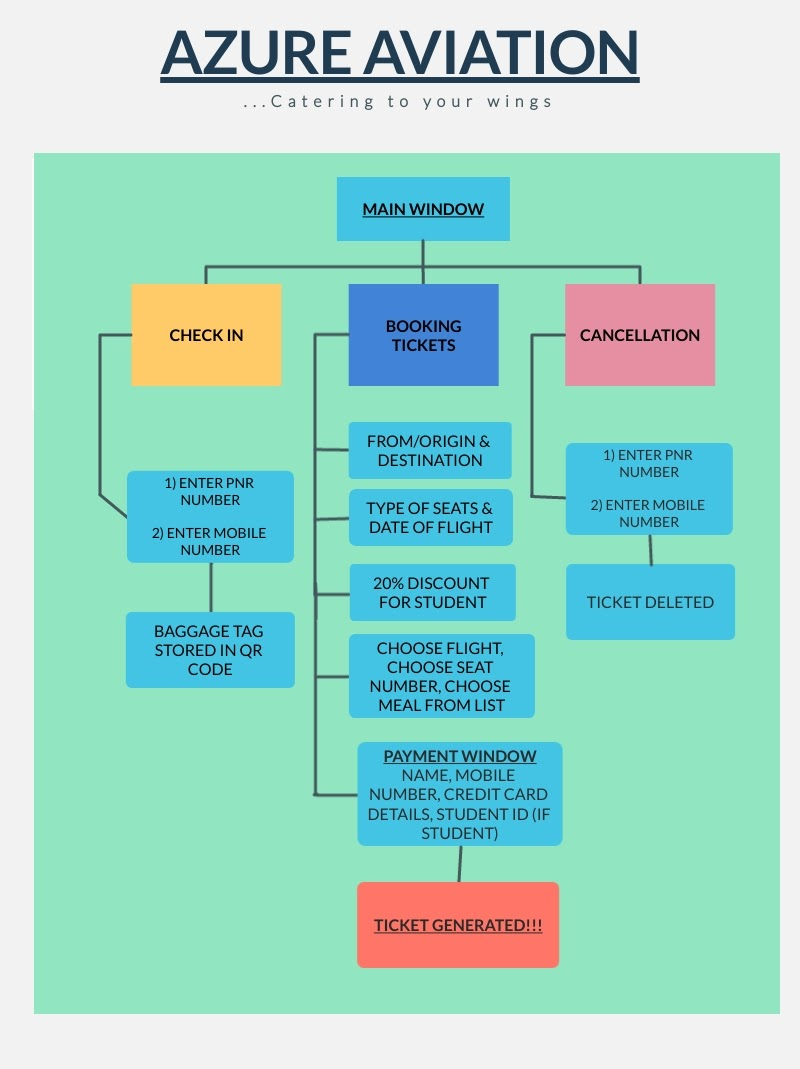 AZURE AVIATION
...Catering to your wings
MAIN WINDOW
CHECK IN
BOOKING
TICKETS
CANCELLATION
1) ENTER PNR
NUMBER
2) ENTER MOBILE
NUMBER
BAGGAGE TAG
STORED IN QR
CODE
FROM/ORIGIN &
DESTINATION
TYPE OF SEATS &
DATE OF FLIGHT
20% DISCOUNT
FOR STUDENT
CHOOSE FLIGHT,
CHOOSE SEAT
NUMBER, CHOOSE
MEAL FROM LIST
PAYMENT WINDOW
NAME, MOBILE
NUMBER, CREDIT CARD
DETAILS, STUDENT ID (IF
STUDENT)
TICKET GENERATED!!!
1) ENTER PNR
NUMBER
2) ENTER MOBILE
NUMBER
TICKET DELETED